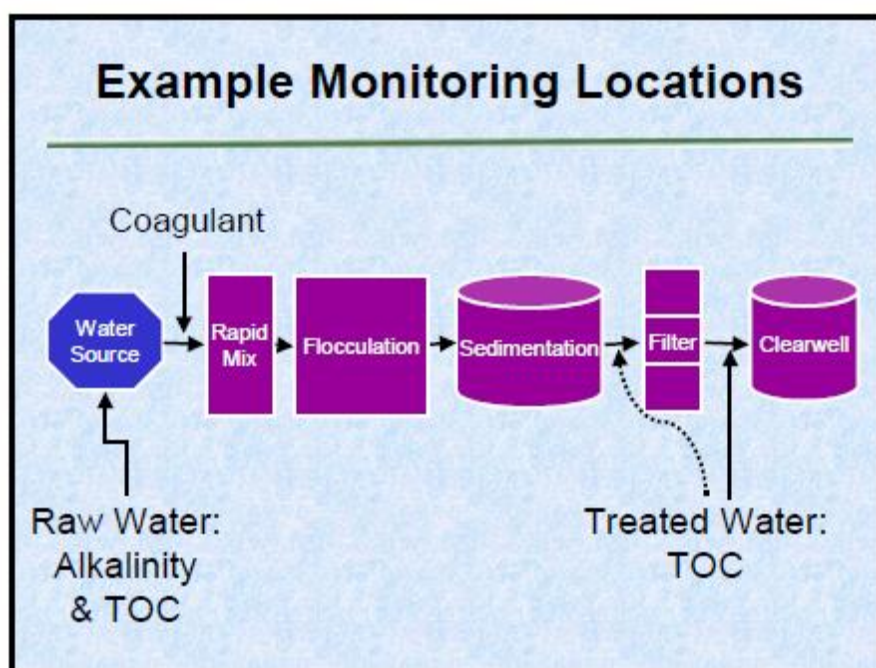 Example Monitoring Locations
Coagulant
Water
Source
Rapid
Mix
Flocculation
Sedimentation
Filter
Clearwell
Raw Water:
Alkalinity
& TOC
Treated Water:
TOC